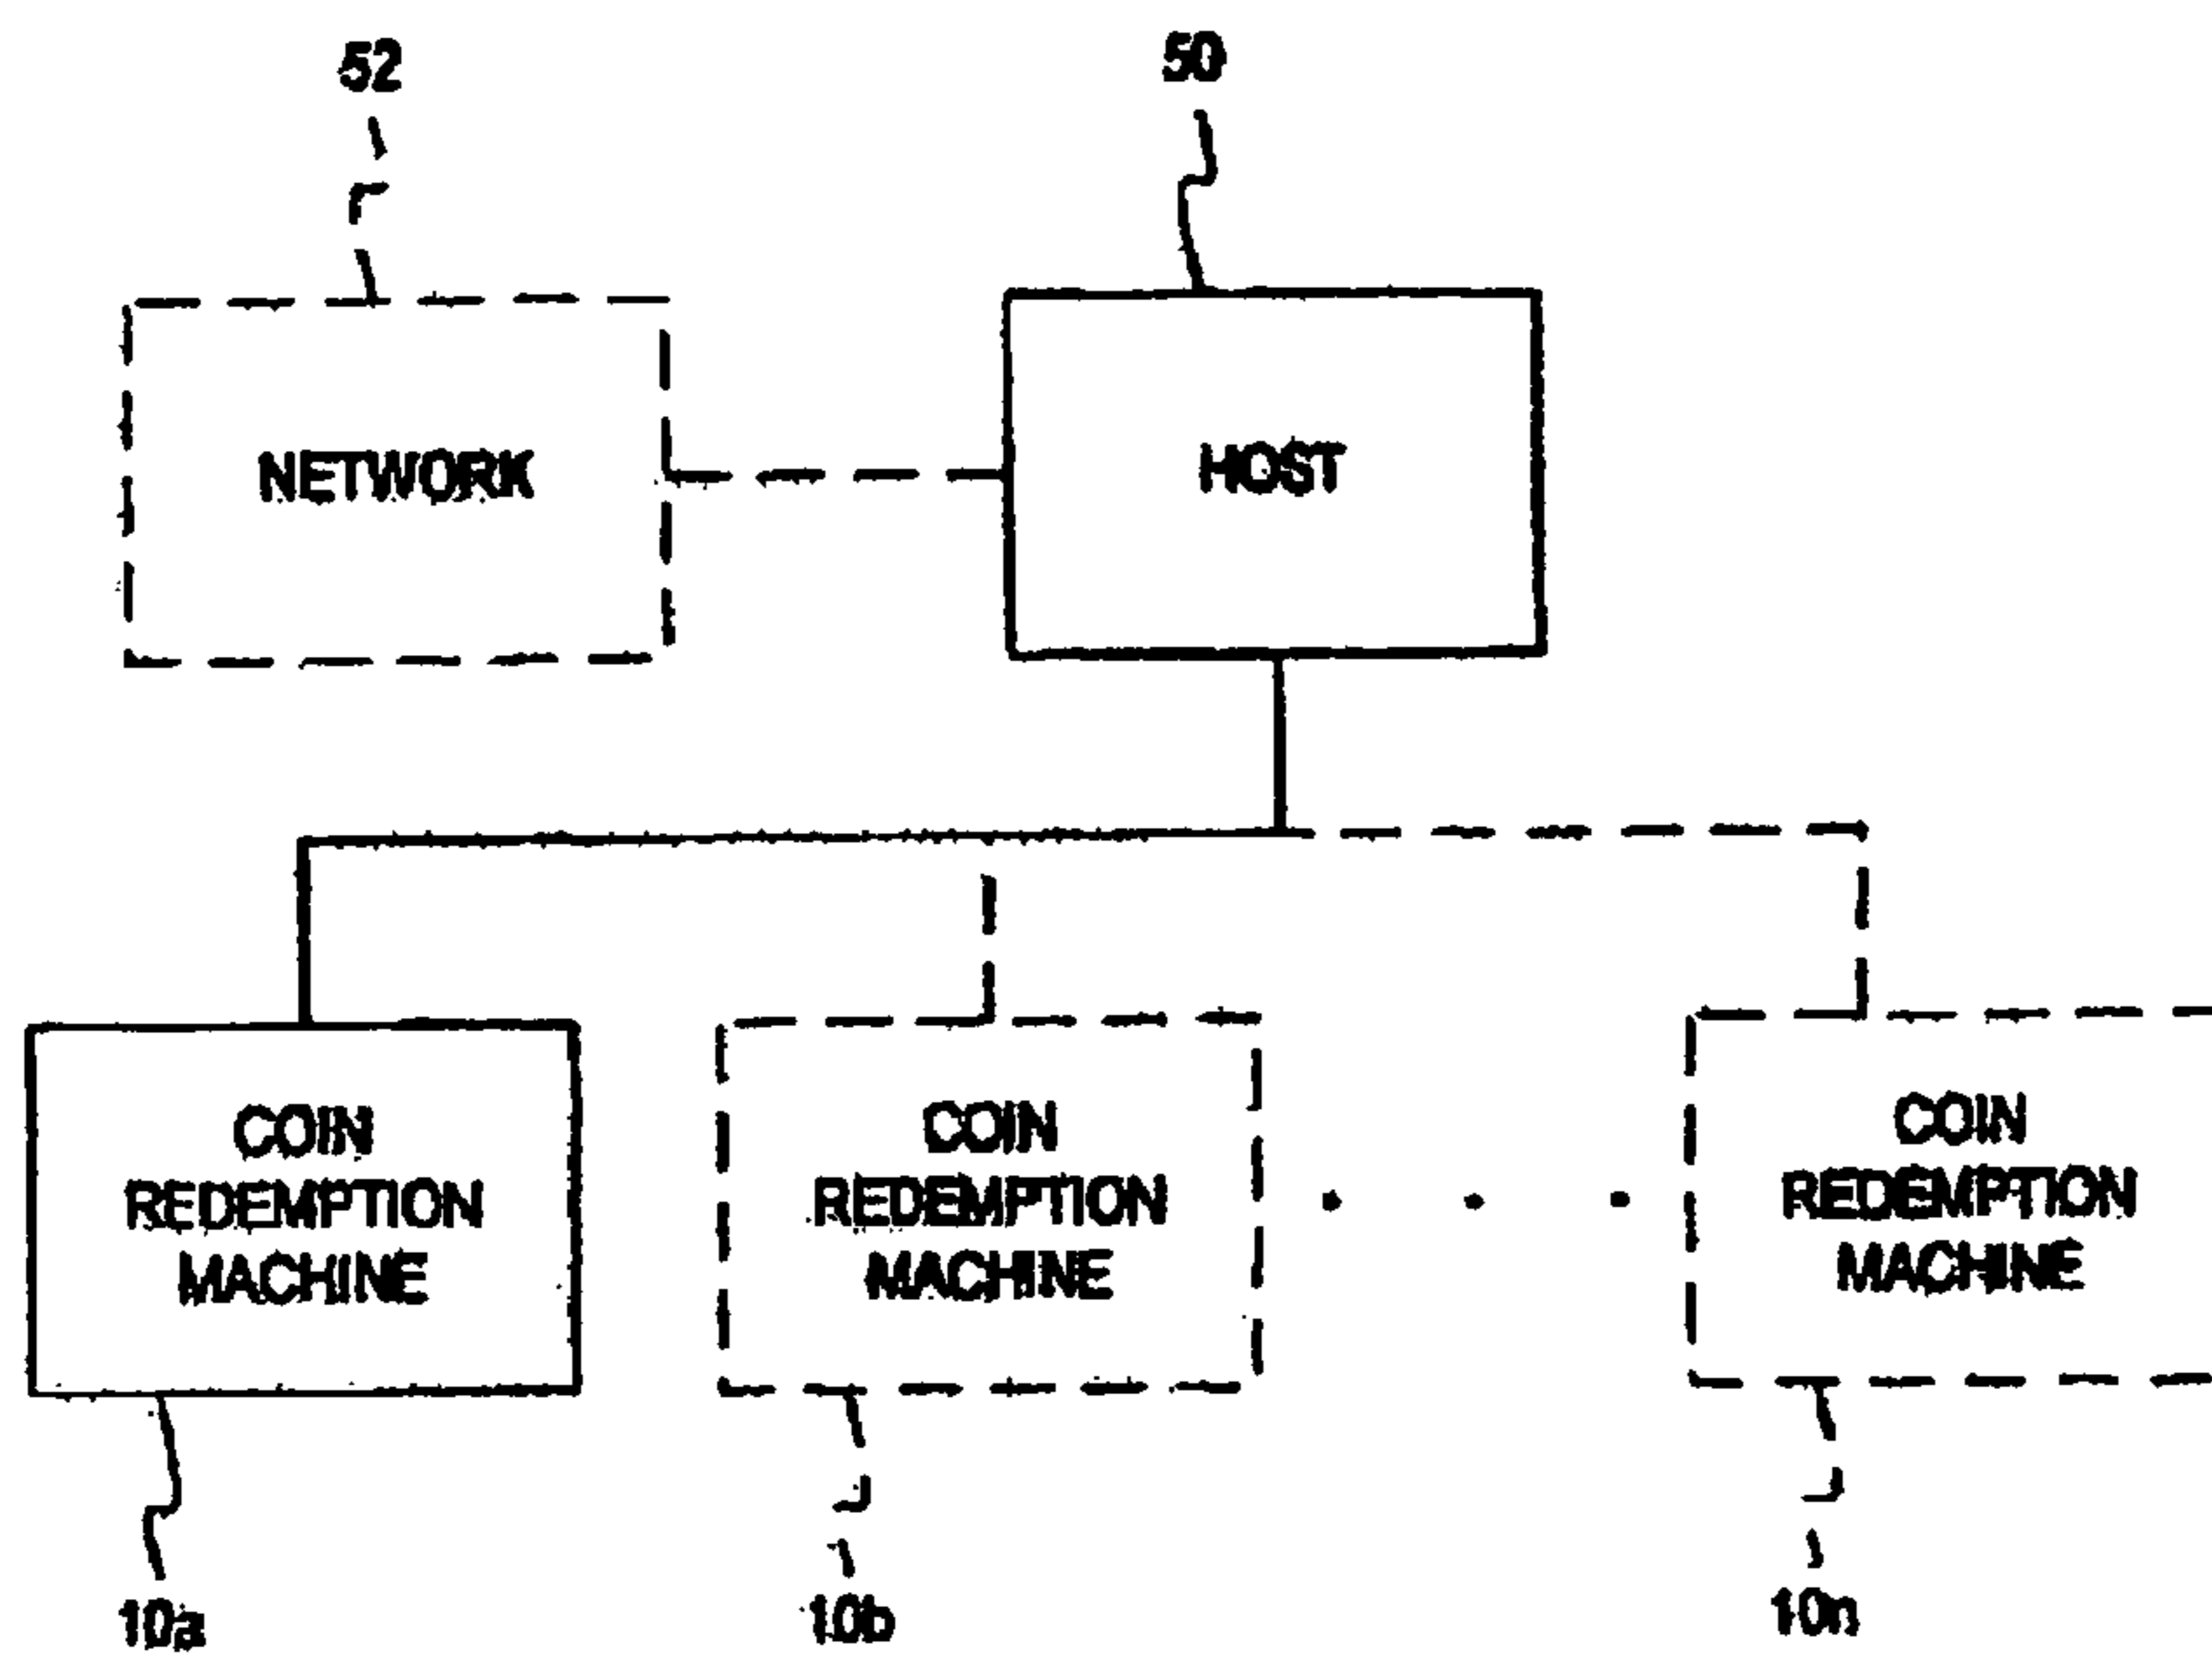 52
50
NETWORK
HOST
COIN
REDEMPTION
MACHINE
COIN
REDEMPTION
MACHINE
COIN
REDEMPTION
MACHINE
10a
10b
10n